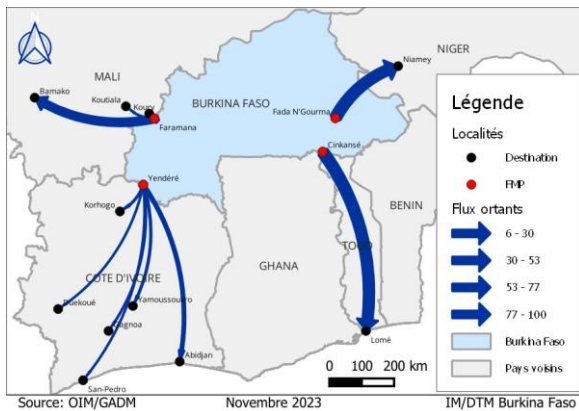 N
NIGER
Niamey
MALI
Bamako
Koutiala
Koury
BURKINA FASO
Faramana
Fada N'Gourma
Cinkansé
Yendéré
Korhogo
BENIN
TOGO
GHANA
COTE D'IVOIRE
Duekoué
Yamoussoukro
Gagnoa
Lomé
Abidjan
San-Pedro
0 100 200 km
Légende
Localités
Destination
FMP
Flux ortants
6 - 30
30 - 53
53 - 77
77 - 100
Burkina Faso
Pays voisins
Source: OIM/GADM Novembre 2023 IM/DTM Burkina Faso